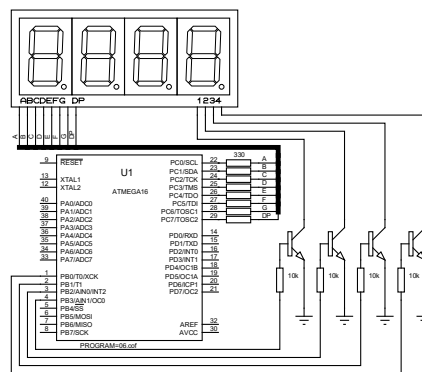 ABCDEFG DP 1234
A
B
C
D
E
F
G
DP
U1
ATMEGA16
9 RESET
13 XTAL1
12 XTAL2
40 PA0/ADC0
39 PA1/ADC1
38 PA2/ADC2
37 PA3/ADC3
36 PA4/ADC4
35 PA5/ADC5
34 PA6/ADC6
33 PA7/ADC7
1 PB0/T0/XCK
2 PB1/T1
3 PB2/AIN0/INT2
4 PB3/AIN1/OC0
5 PB4/SS
6 PB5/MOSI
7 PB6/MISO
8 PB7/SCK
330
PC0/SCL 22 A
PC1/SDA 23 B
PC2/TCK 24 C
PC3/TMS 25 D
PC4/TDO 26 E
PC5/TDI 27 F
PC6/TOSC1 28 G
PC7/TOSC2 29 DP
PD0/RXD 14
PD1/TXD 15
PD2/INT0 16
PD3/INT1 17
PD4/OC1B 18
PD5/OC1A 19
PD6/ICP1 20
PD7/OC2 21
AREF 32
AVCC 30
PROGRAM=06.cof
10k 10k 10k 10k